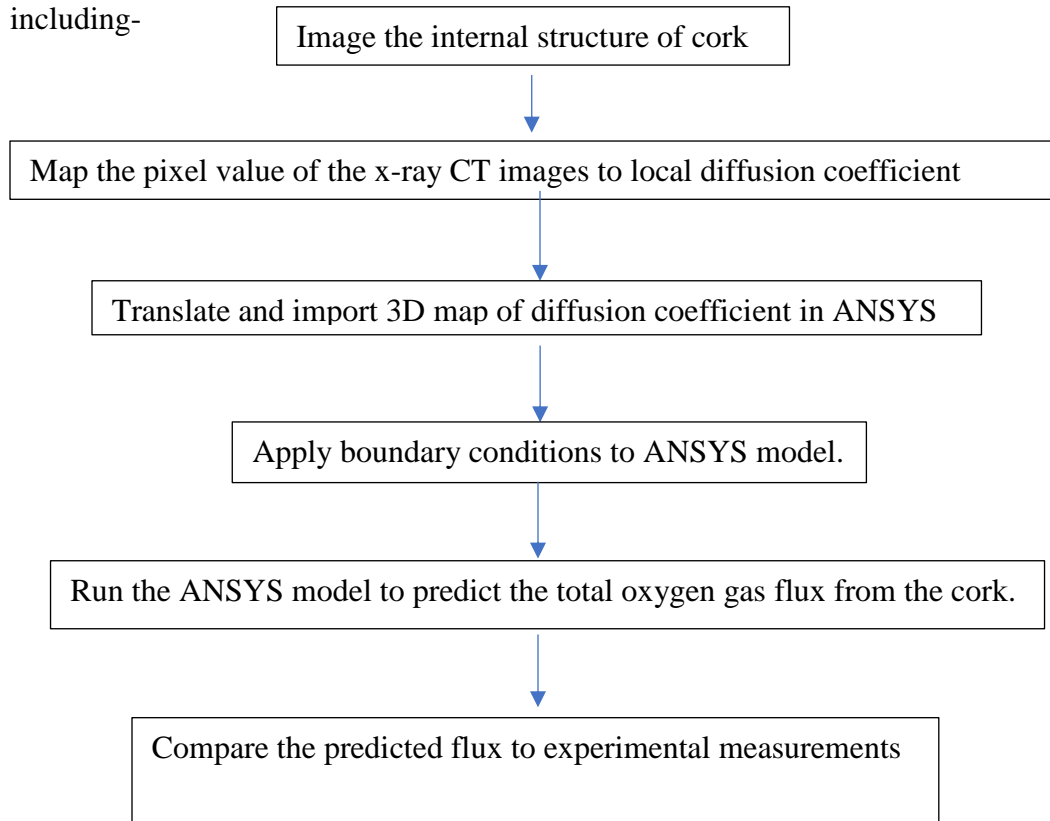 including-
Image the internal structure of cork
Map the pixel value of the x-ray CT images to local diffusion coefficient
Translate and import 3D map of diffusion coefficient in ANSYS
Apply boundary conditions to ANSYS model.
Run the ANSYS model to predict the total oxygen gas flux from the cork.
Compare the predicted flux to experimental measurements